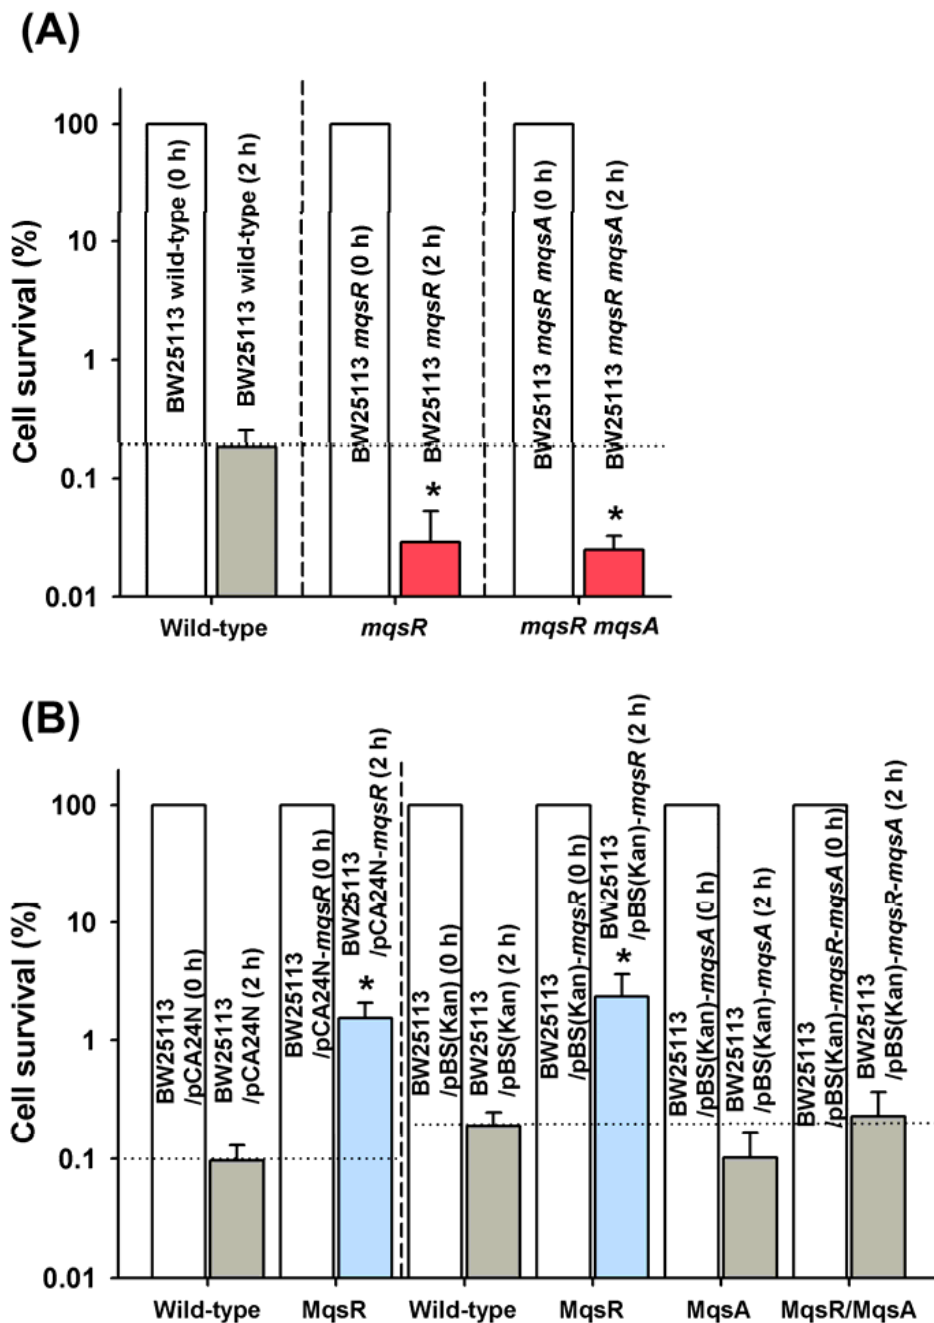 (A)
Cell survival (%)
100
10
1
0.1
0.01
BW25113 wild-type (0 h)
BW25113 wild-type (2 h)
BW25113 mqsR (0 h)
BW25113 mqsR (2 h)
*
BW25113 mqsR mqsA (0 h)
BW25113 mqsR mqsA (2 h)
*
Wild-type
mqsR
mqsR mqsA
(B)
Cell survival (%)
100
10
1
0.1
0.01
BW25113
/pCA24N (0 h)
BW25113
/pCA24N (2 h)
BW25113
/pCA24N-mqsR (0 h)
BW25113
/pCA24N-mqsR (2 h)
*
BW25113
/pBS(Kan) (0 h)
BW25113
/pBS(Kan) (2 h)
BW25113
/pBS(Kan)-mqsR (0 h)
BW25113
/pBS(Kan)-mqsR (2 h)
*
BW25113
/pBS(Kan)-mqsA (0 h)
BW25113
/pBS(Kan)-mqsA (2 h)
BW25113
/pBS(Kan)-mqsR-mqsA (0 h)
BW25113
/pBS(Kan)-mqsR-mqsA (2 h)
Wild-type
MqsR
Wild-type
MqsR
MqsA
MqsR/MqsA